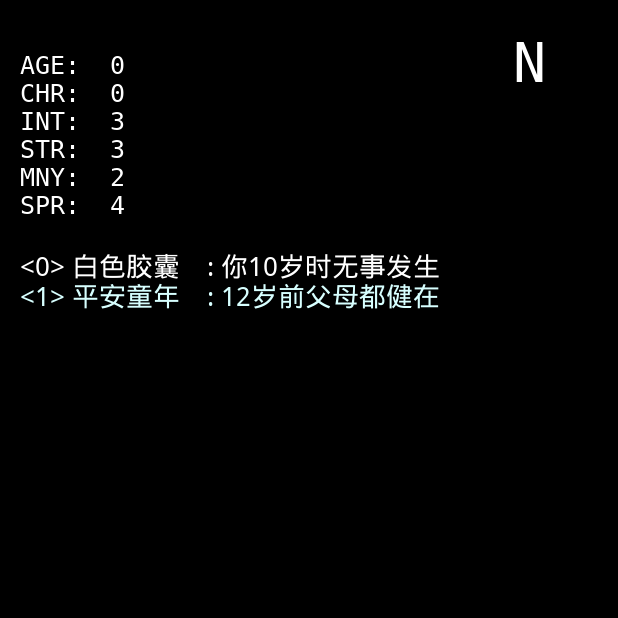 N
AGE: 0
CHR: 0
INT: 3
STR: 3
MNY: 2
SPR: 4
<0> 白色胶囊 : 你10岁时无事发生
<1> 平安童年 : 12岁前父母都健在